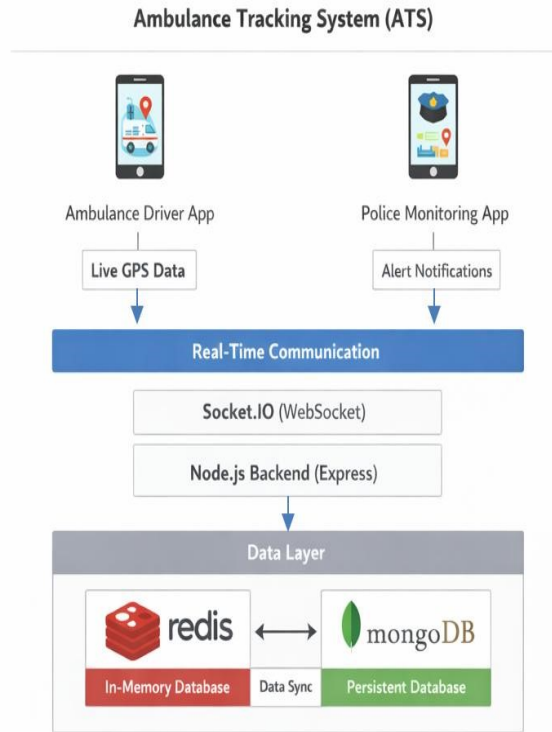 Ambulance Tracking System (ATS)
Ambulance Driver App
Police Monitoring App
Live GPS Data
Alert Notifications
Real-Time Communication
Socket.IO (WebSocket)
Node.js Backend (Express)
Data Layer
redis
mongoDB
In-Memory Database
Data Sync
Persistent Database